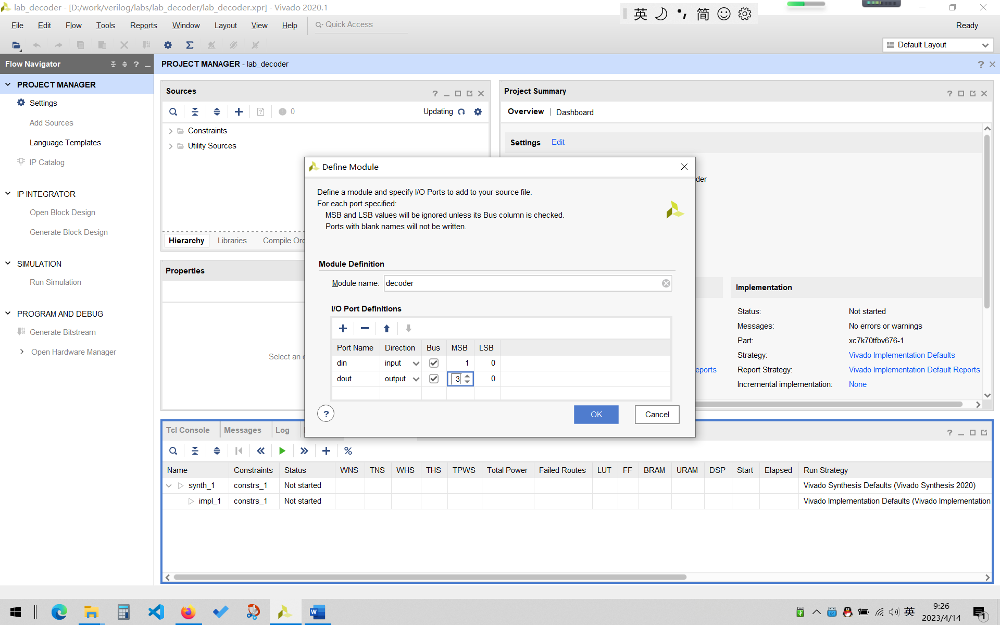 lab_decoder - [D:/work/verilog/labs/lab_decoder/lab_decoder.xpr] - Vivado 2020.1
英 简
File Edit Flow Tools Reports Window Layout View Help Quick Access Ready
Default Layout
Flow Navigator
PROJECT MANAGER - lab_decoder
PROJECT MANAGER
Settings
Add Sources
Language Templates
IP Catalog
IP INTEGRATOR
Open Block Design
Generate Block Design
SIMULATION
Run Simulation
PROGRAM AND DEBUG
Generate Bitstream
Open Hardware Manager
Sources
0 Updating
Constraints
Utility Sources
Hierarchy Libraries Compile Ord
Properties
Select an o
Project Summary
Overview | Dashboard
Settings Edit
der
eports
Implementation
Status: Not started
Messages: No errors or warnings
Part: xc7k70tfbv676-1
Strategy: Vivado Implementation Defaults
Report Strategy: Vivado Implementation Default Reports
Incremental implementation: None
Define Module
Define a module and specify I/O Ports to add to your source file.
For each port specified:
MSB and LSB values will be ignored unless its Bus column is checked.
Ports with blank names will not be written.
Module Definition
Module name: decoder
I/O Port Definitions
Port Name Direction Bus MSB LSB
din input 1 0
dout output 3 0
? OK Cancel
Tcl Console Messages Log
Name Constraints Status WNS TNS WHS THS TPWS Total Power Failed Routes LUT FF BRAM URAM DSP Start Elapsed Run Strategy
synth_1 constrs_1 Not started Vivado Synthesis Defaults (Vivado Synthesis 2020)
impl_1 constrs_1 Not started Vivado Implementation Defaults (Vivado Implementation
英
9:26
2023/4/14
1